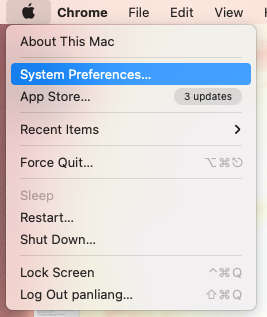 Chrome File Edit View
About This Mac
System Preferences...
App Store... 3 updates
Recent Items
Force Quit... ⌥⌘⎋
Sleep
Restart...
Shut Down...
Lock Screen ^⌘Q
Log Out panliang... ⇧⌘Q